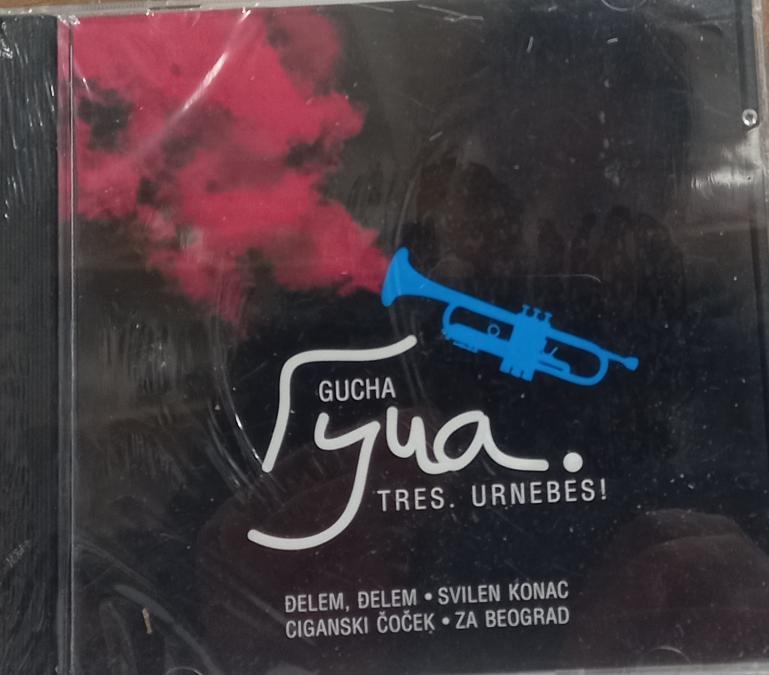 GUCHA
Гуча.
TRES. URNEBES!
ĐELEM, ĐELEM • SVILEN KONAC
CIGANSKI ČOČEK • ZA BEOGRAD